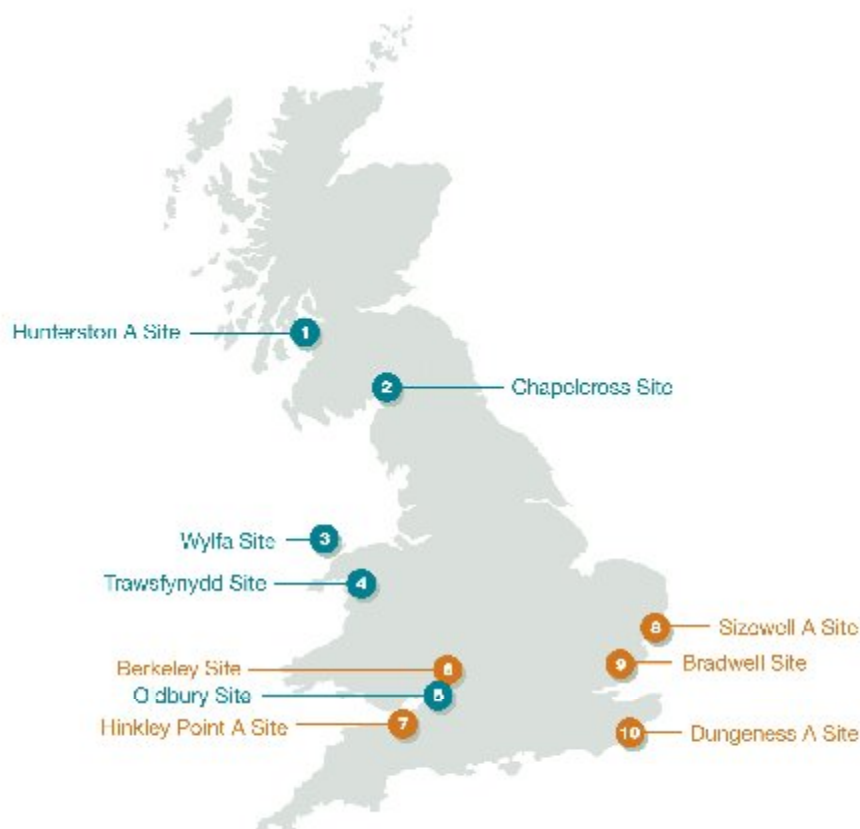 Hunterston A Site
1
2
Chapelcross Site
Wylfa Site
3
Trawsfynydd Site
4
8
Sizewell A Site
Berkeley Site
6
9
Bradwell Site
Oldbury Site
5
Hinkley Point A Site
7
10
Dungeness A Site